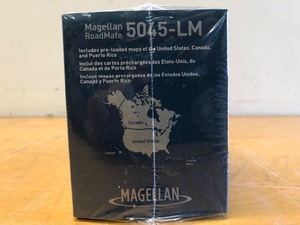 Magellan
RoadMate 5045-LM
Includes pre-loaded maps of the United States, Canada,
and Puerto Rico
Inclut des cartes préchargées des Etats-Unis, du
Canada et de Porto Rico
Incluye mapas precargados de los Estados Unidos,
Canadá y Puerto Rico
Canada
United States
MAGELLAN